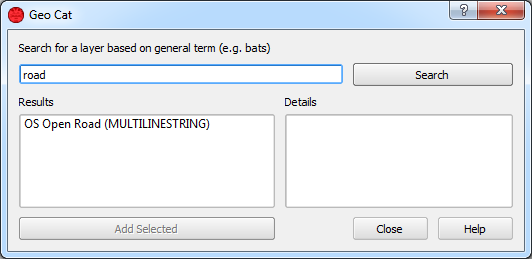 Geo Cat
Search for a layer based on general term (e.g. bats)
road
Search
Results
Details
OS Open Road (MULTILINESTRING)
Add Selected
Close
Help